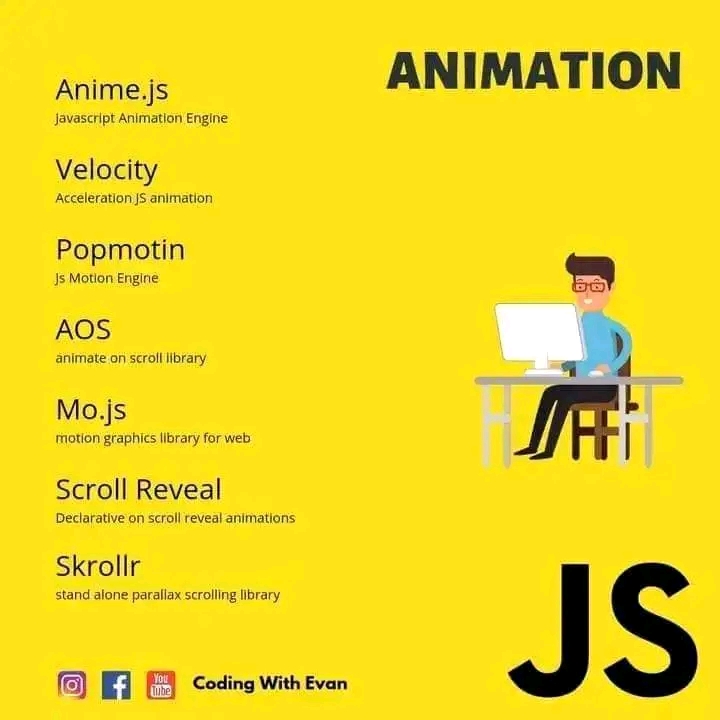 ANIMATION
Anime.js
Javascript Animation Engine
Velocity
Acceleration JS animation
Popmotin
Js Motion Engine
AOS
animate on scroll library
Mo.js
motion graphics library for web
Scroll Reveal
Declarative on scroll reveal animations
Skrollr
stand alone parallax scrolling library
You
Tube
Coding With Evan
JS